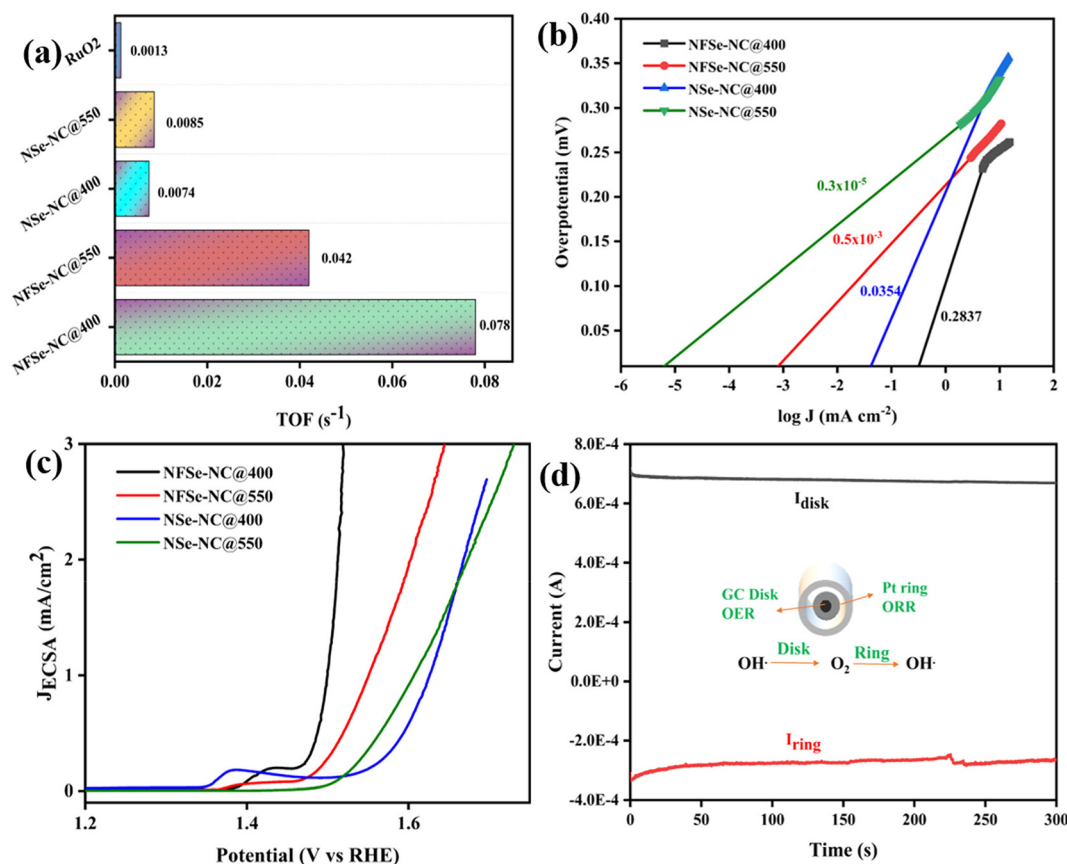 (a)
RuO2
NSe-NC@550
NSe-NC@400
NFSe-NC@550
NFSe-NC@400
0.0013
0.0085
0.0074
0.042
0.078
0.00 0.02 0.04 0.06 0.08
TOF (s⁻¹)
(b)
NFSe-NC@400
NFSe-NC@550
NSe-NC@400
NSe-NC@550
Overpotential (mV)
0.40
0.35
0.30
0.25
0.20
0.15
0.10
0.05
0.3x10⁻⁵
0.5x10⁻³
0.0354
0.2837
-6 -5 -4 -3 -2 -1 0 1 2
log J (mA cm⁻²)
(c)
NFSe-NC@400
NFSe-NC@550
NSe-NC@400
NSe-NC@550
J_ECSA (mA/cm²)
3
2
1
0
1.2 1.4 1.6
Potential (V vs RHE)
(d)
Current (A)
8.0E-4
6.0E-4
4.0E-4
2.0E-4
0.0E+0
-2.0E-4
-4.0E-4
I_disk
GC Disk
OER
Pt ring
ORR
Disk Ring
OH· O₂ OH·
I_ring
0 50 100 150 200 250 300
Time (s)